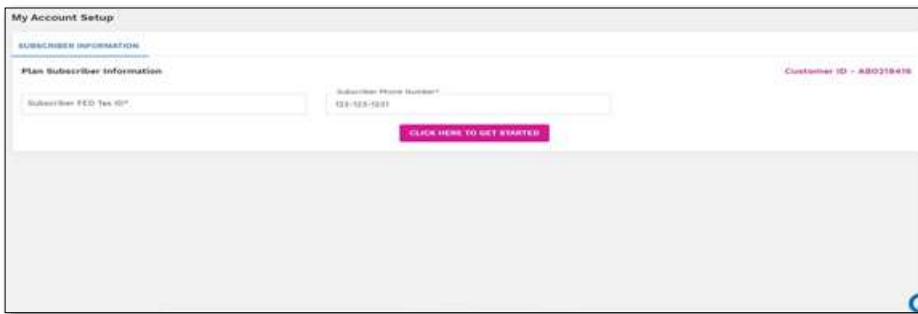 My Account Setup
SUBSCRIBER INFORMATION
Plan Subscriber Information
Customer ID - AB0218416
Subscriber FED Tax ID*
Subscriber Phone Number*
123-123-1231
CLICK HERE TO GET STARTED